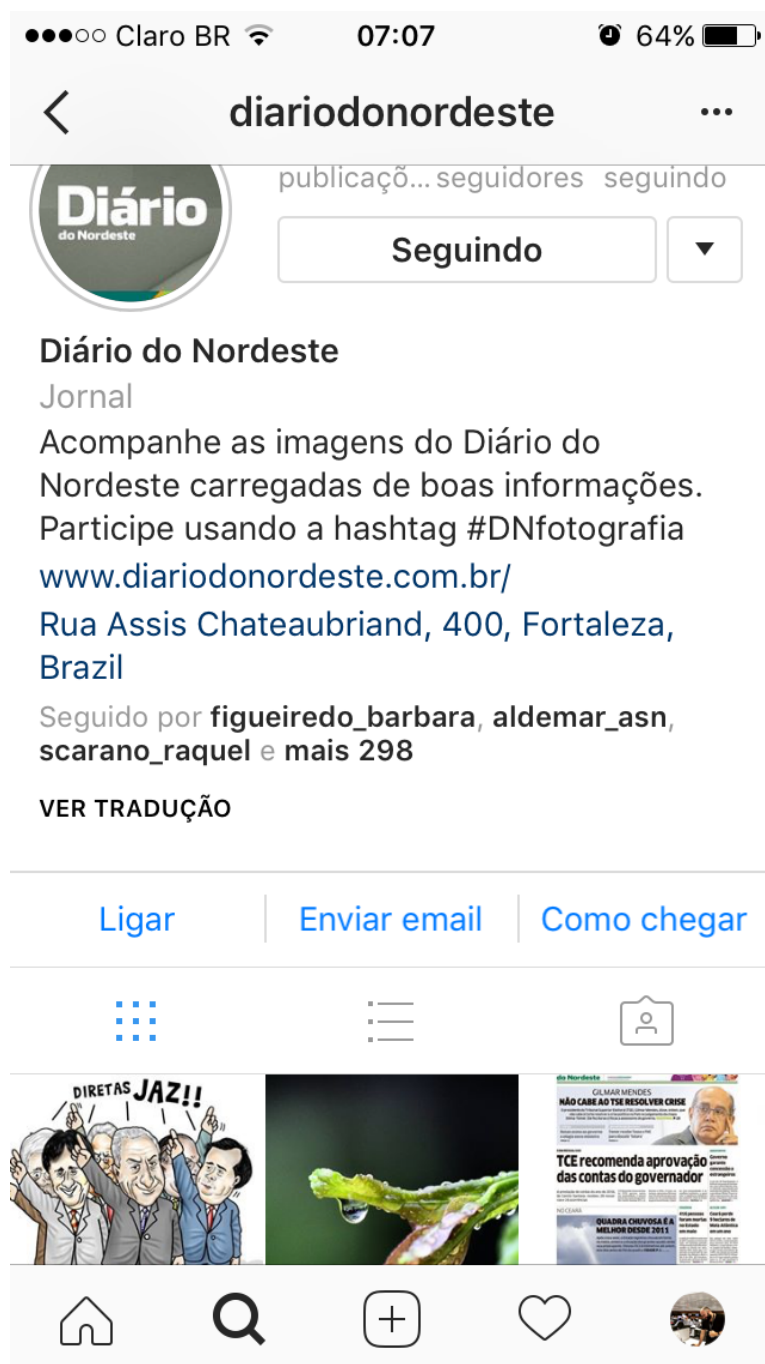 Claro BR
07:07
64%
diariodonordeste
publicaçõ... seguidores seguindo
Diário
do Nordeste
Seguindo
Diário do Nordeste
Jornal
Acompanhe as imagens do Diário do
Nordeste carregadas de boas informações.
Participe usando a hashtag #DNfotografia
www.diariodonordeste.com.br/
Rua Assis Chateaubriand, 400, Fortaleza,
Brazil
Seguido por figueiredo_barbara, aldemar_asn,
scarano_raquel e mais 298
VER TRADUÇÃO
Ligar
Enviar email
Como chegar
DIRETAS JAZ!!
do Nordeste
GILMAR MENDES
NÃO CABE AO TSE RESOLVER CRISE
TCE recomenda aprovação
das contas do governador
NO CEARÁ
QUADRA CHUVOSA É A
MELHOR DESDE 2011